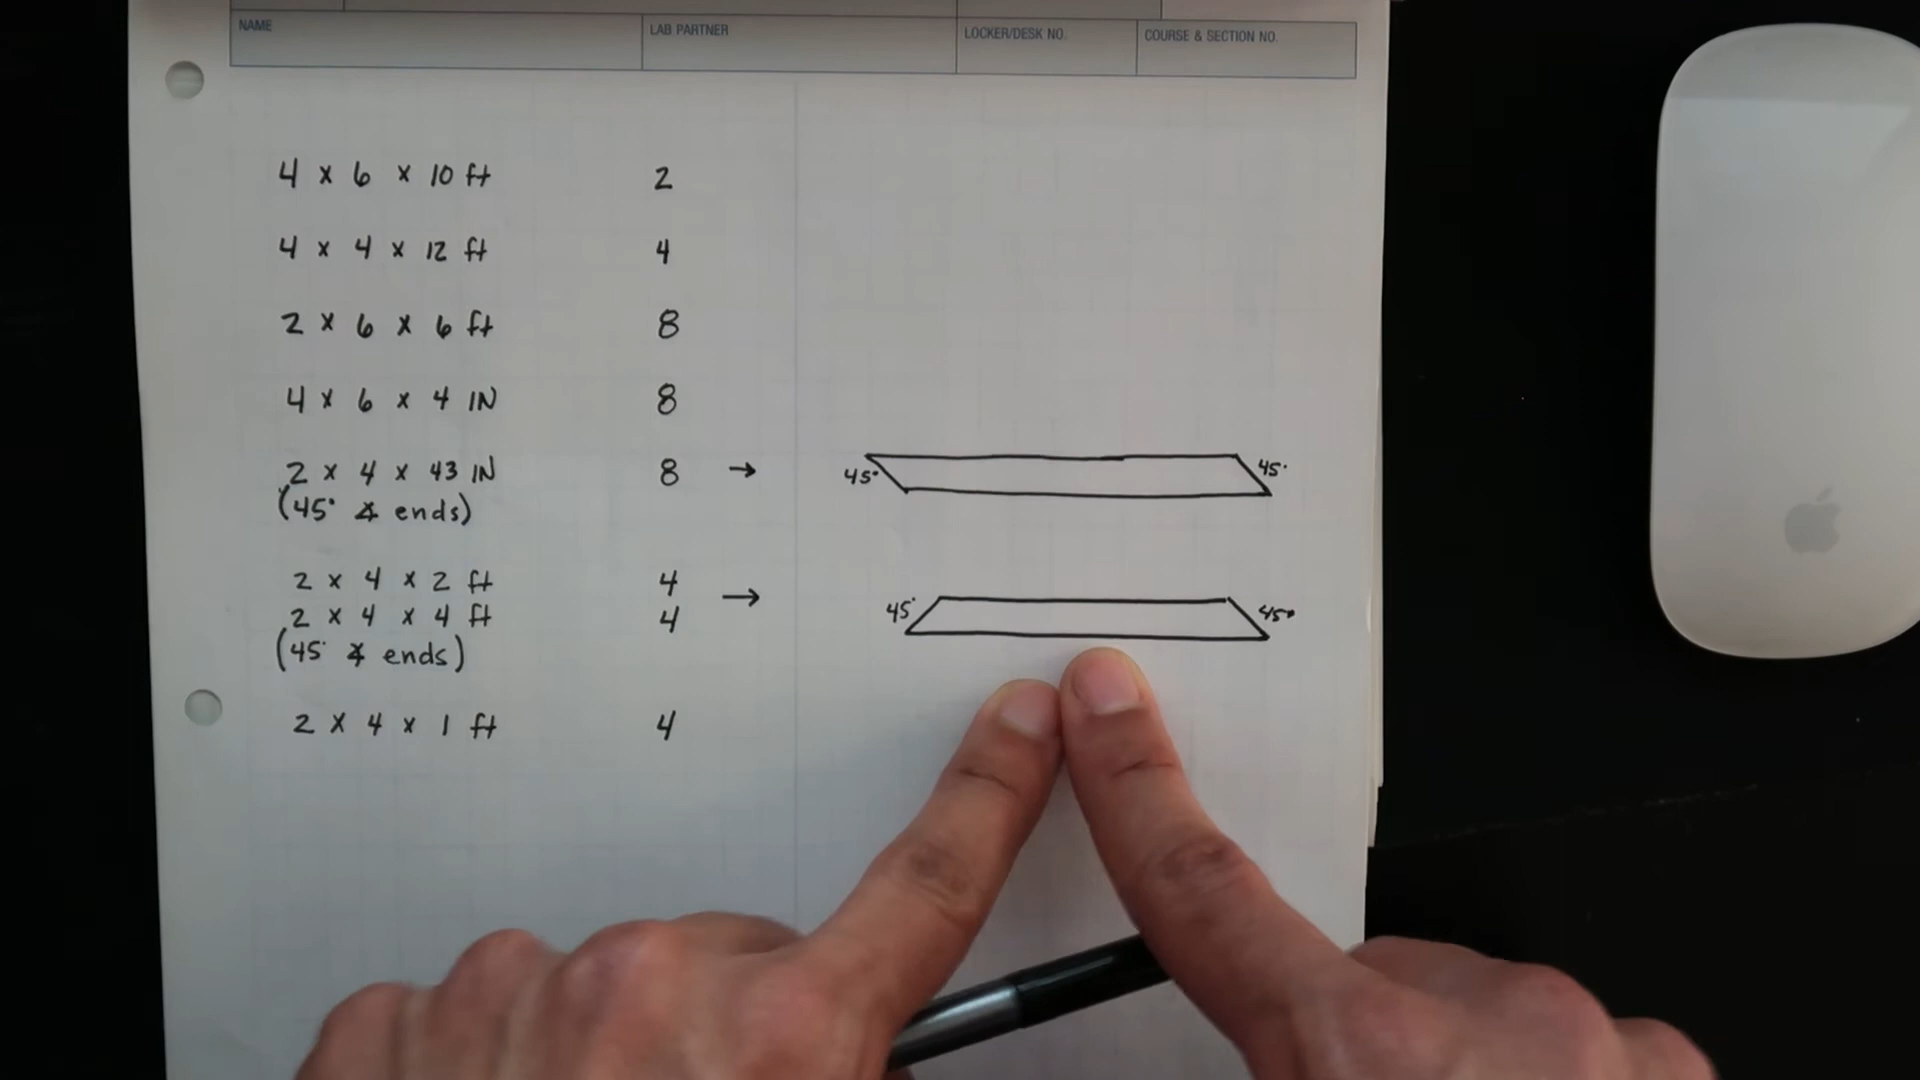 NAME LAB PARTNER LOCKER/DESK NO. COURSE & SECTION NO.
4 x 6 x 10 ft 2
4 x 4 x 12 ft 4
2 x 6 x 6 ft 8
4 x 6 x 4 IN 8
2 x 4 x 43 IN 8 → 45° 45°
(45° ∡ ends)
2 x 4 x 2 ft 4 →
2 x 4 x 4 ft 4 45° 45°
(45° ∡ ends)
2 x 4 x 1 ft 4